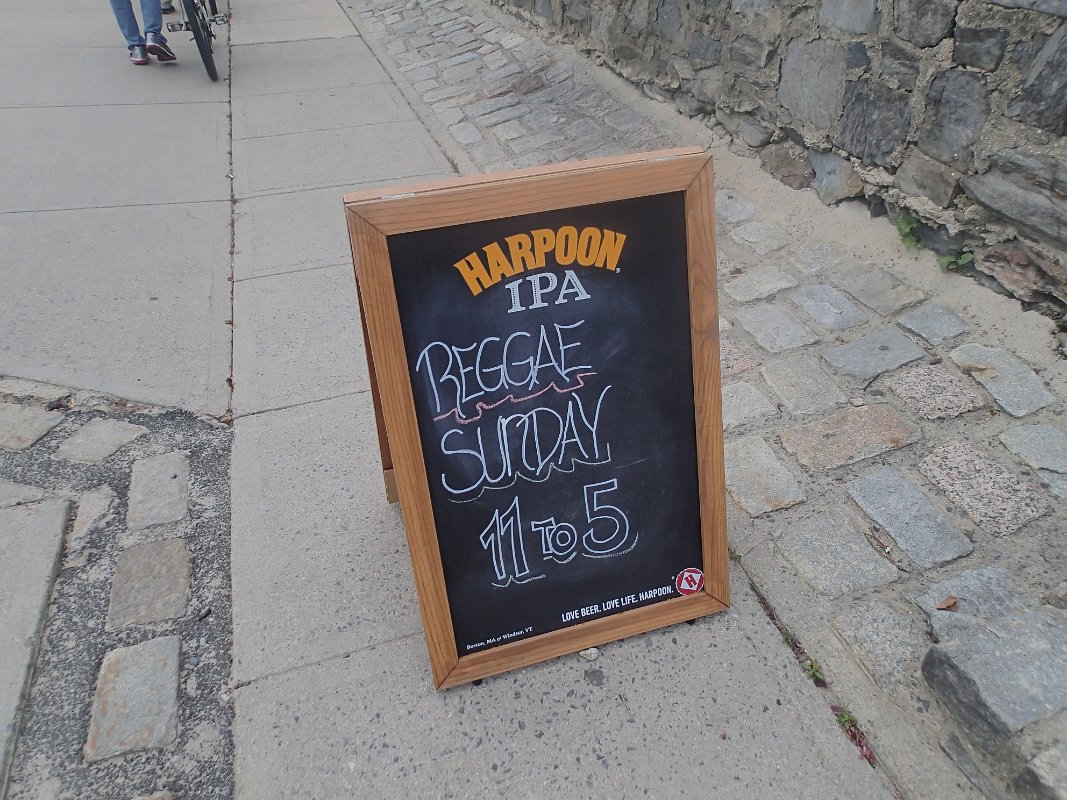 HARPOON
IPA
REGGAE
SUNDAY
11 TO 5
LOVE BEER. LOVE LIFE. HARPOON.
H
Boston, MA & Windsor, VT